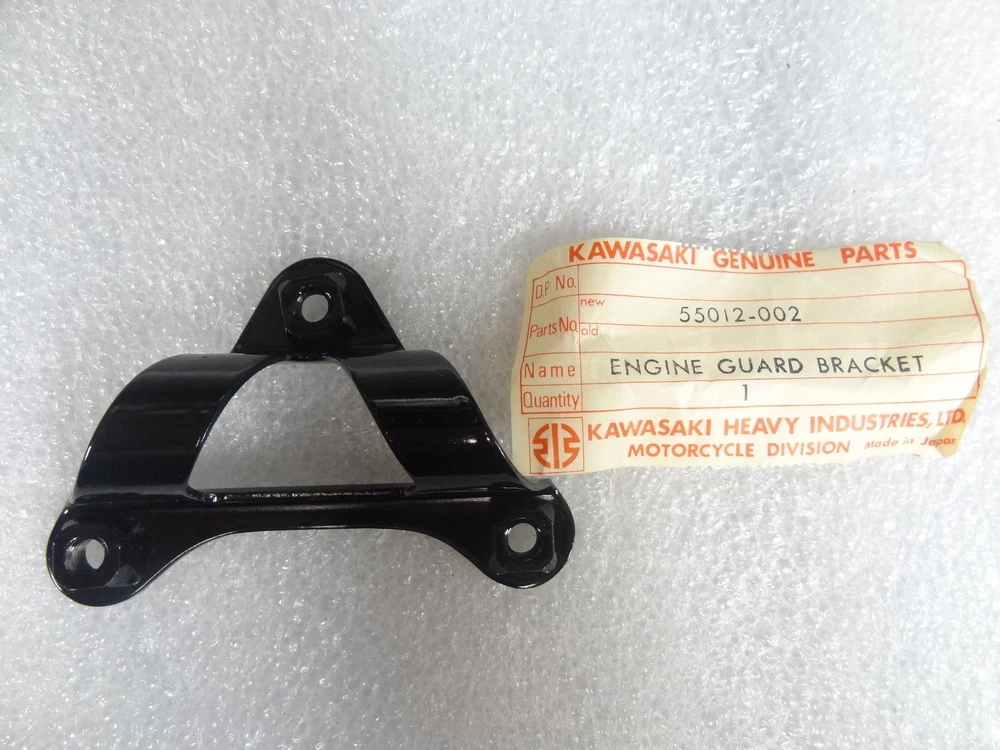 KAWASAKI GENUINE PARTS
D.P No.
new
55012-002
Parts No. old
Name ENGINE GUARD BRACKET
Quantity 1
KAWASAKI HEAVY INDUSTRIES, LTD.
MOTORCYCLE DIVISION Made in Japan